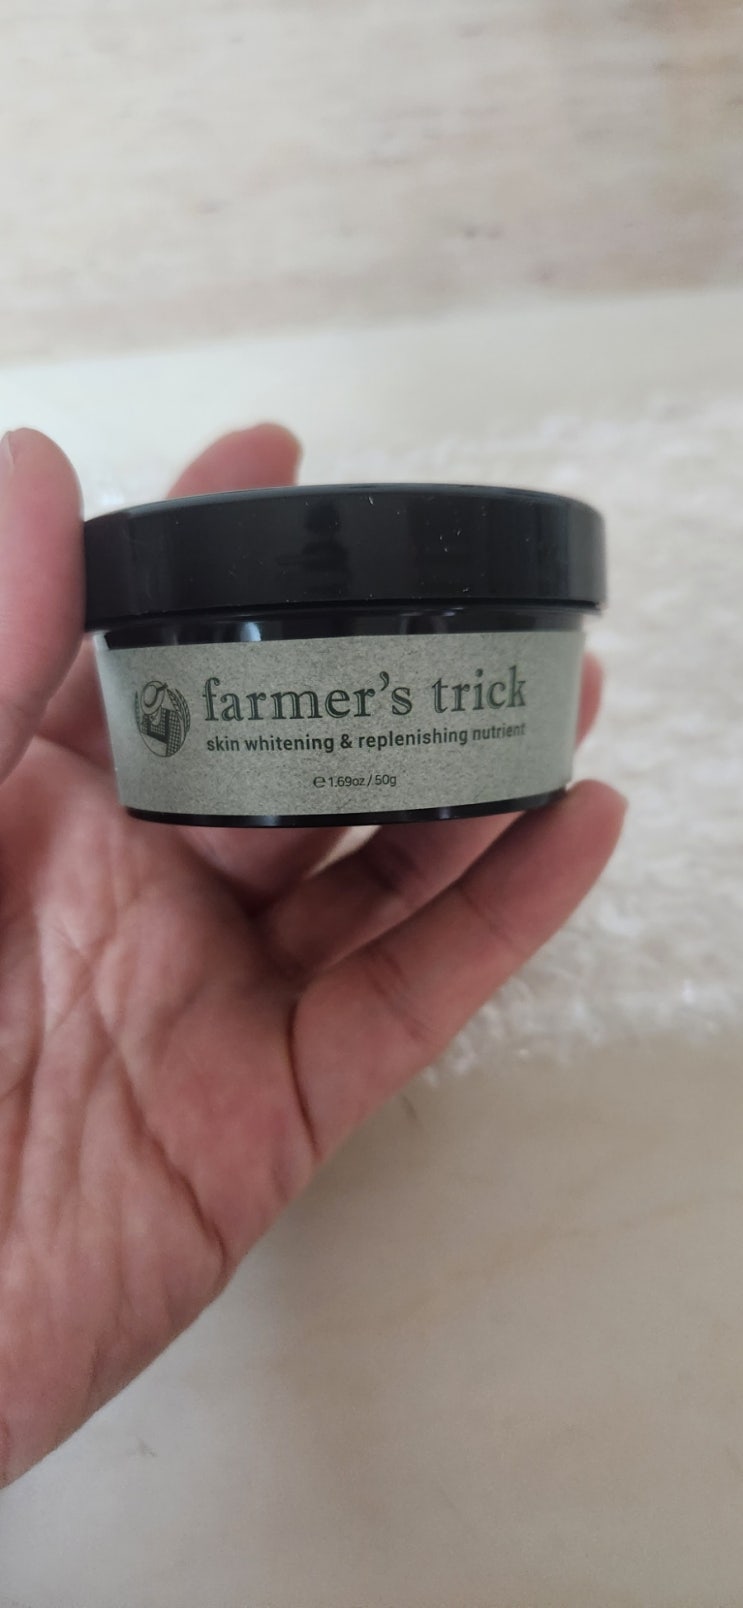 farmer's trick
skin whitening & replenishing nutrient
℮ 1.69oz / 50g